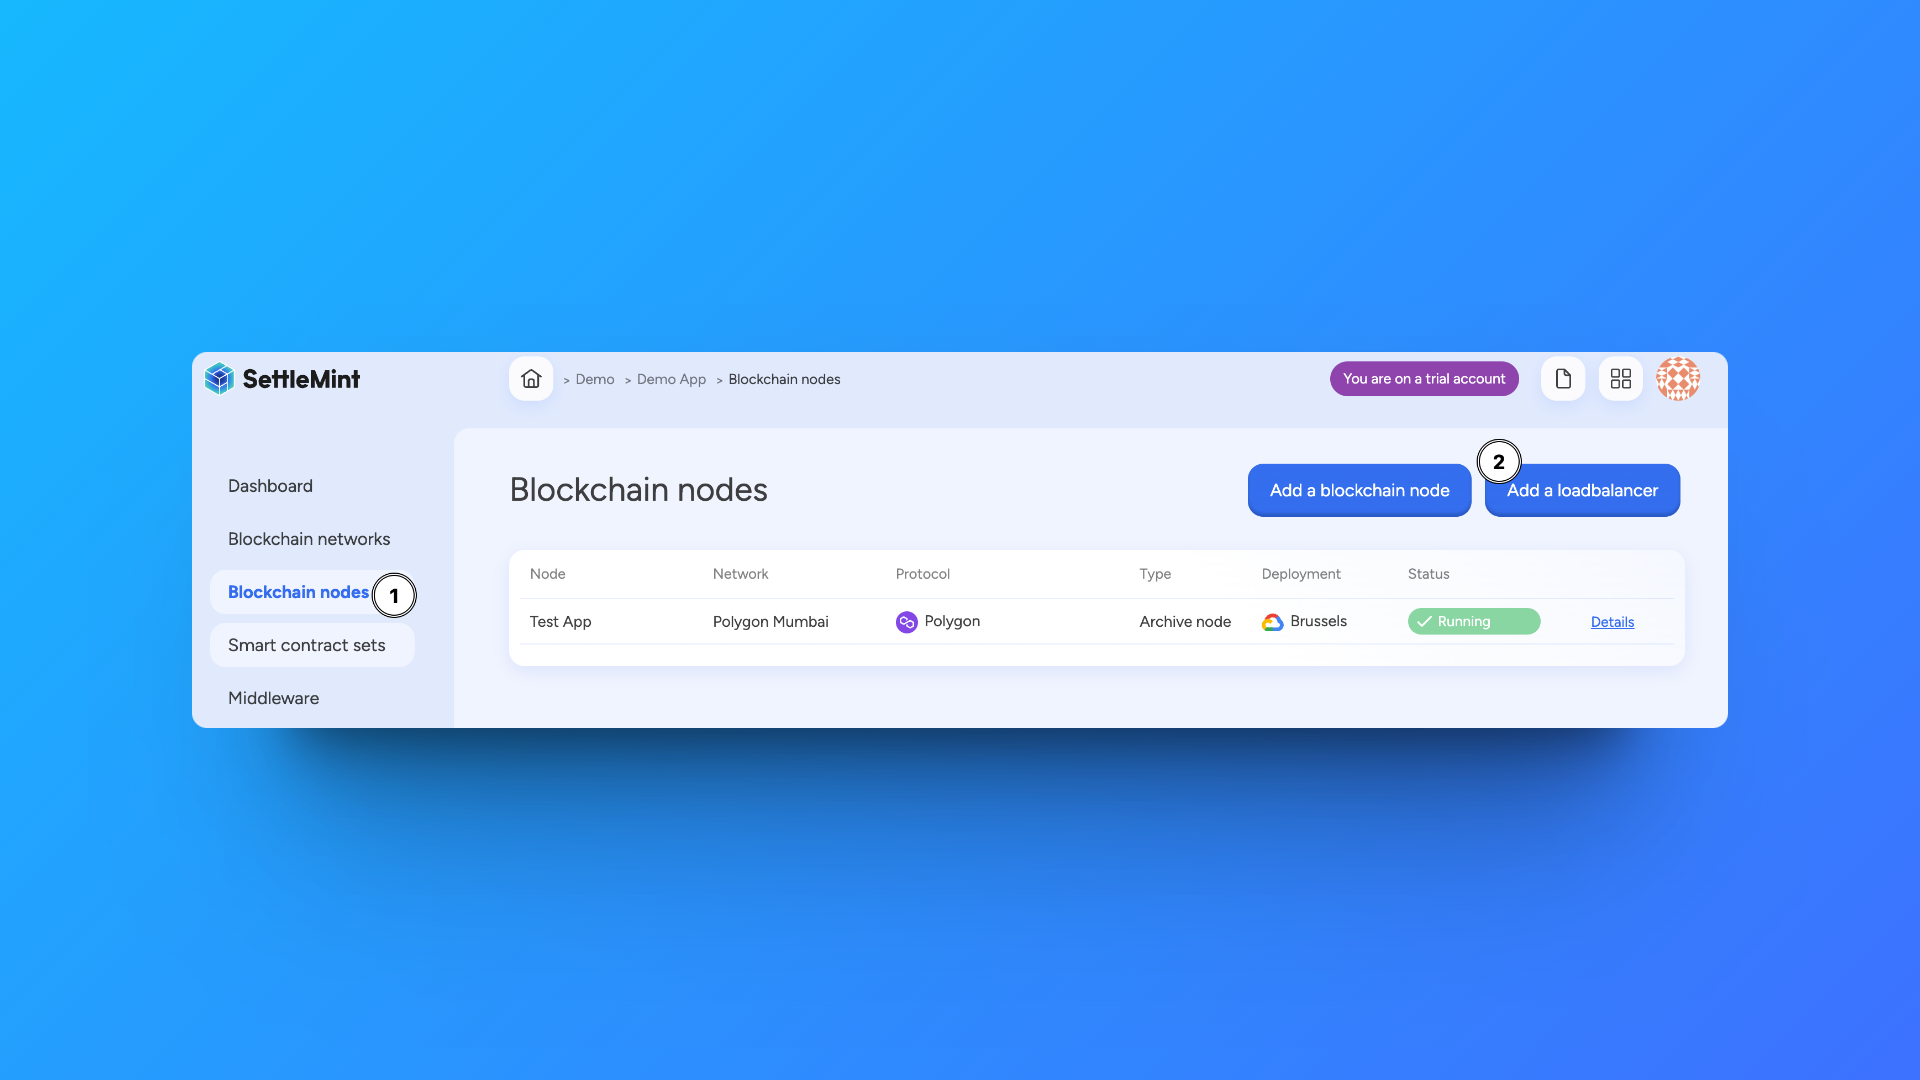 SettleMint
> Demo > Demo App > Blockchain nodes
You are on a trial account
Dashboard
Blockchain networks
Blockchain nodes 1
Smart contract sets
Middleware
Blockchain nodes
Add a blockchain node
2
Add a loadbalancer
Node Network Protocol Type Deployment Status
Test App Polygon Mumbai Polygon Archive node Brussels Running Details